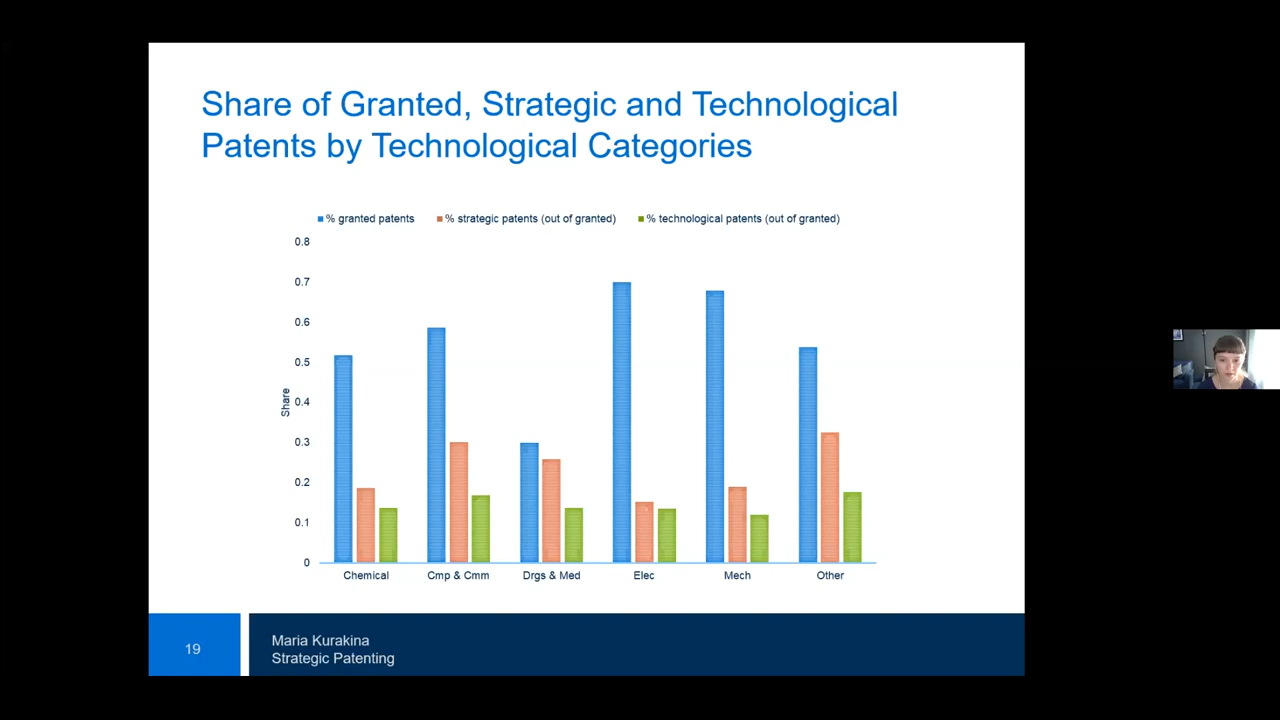 Share of Granted, Strategic and Technological
Patents by Technological Categories
% granted patents % strategic patents (out of granted) % technological patents (out of granted)
0.8
0.7
0.6
0.5
0.4
0.3
0.2
0.1
0
Share
Chemical Cmp & Cmm Drgs & Med Elec Mech Other
19
Maria Kurakina
Strategic Patenting